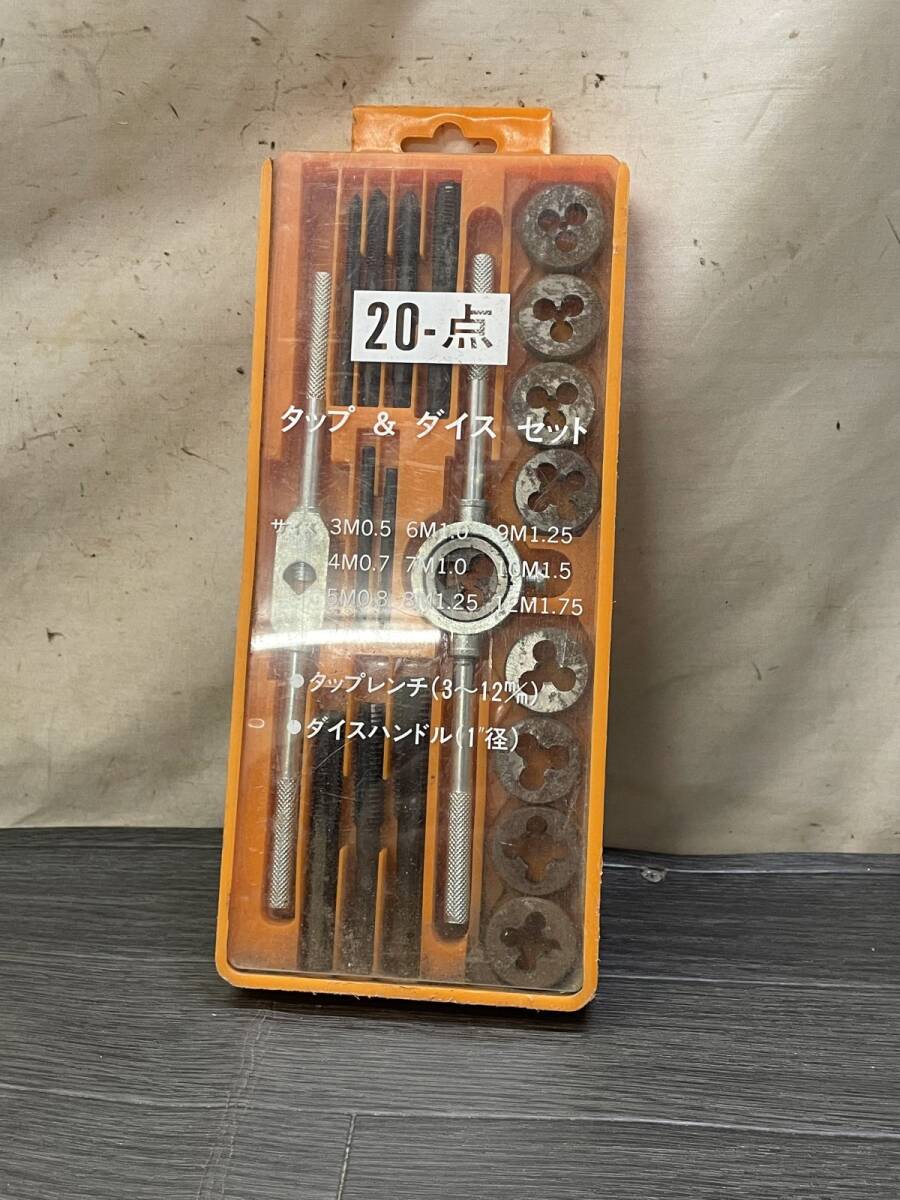 20-点
タップ & ダイス セット
サイズ 3M0.5 6M1.0 9M1.25
4M0.7 7M1.0 10M1.5
5M0.8 8M1.25 12M1.75
●タップレンチ(3〜12m/m)
●ダイスハンドル(1"径)